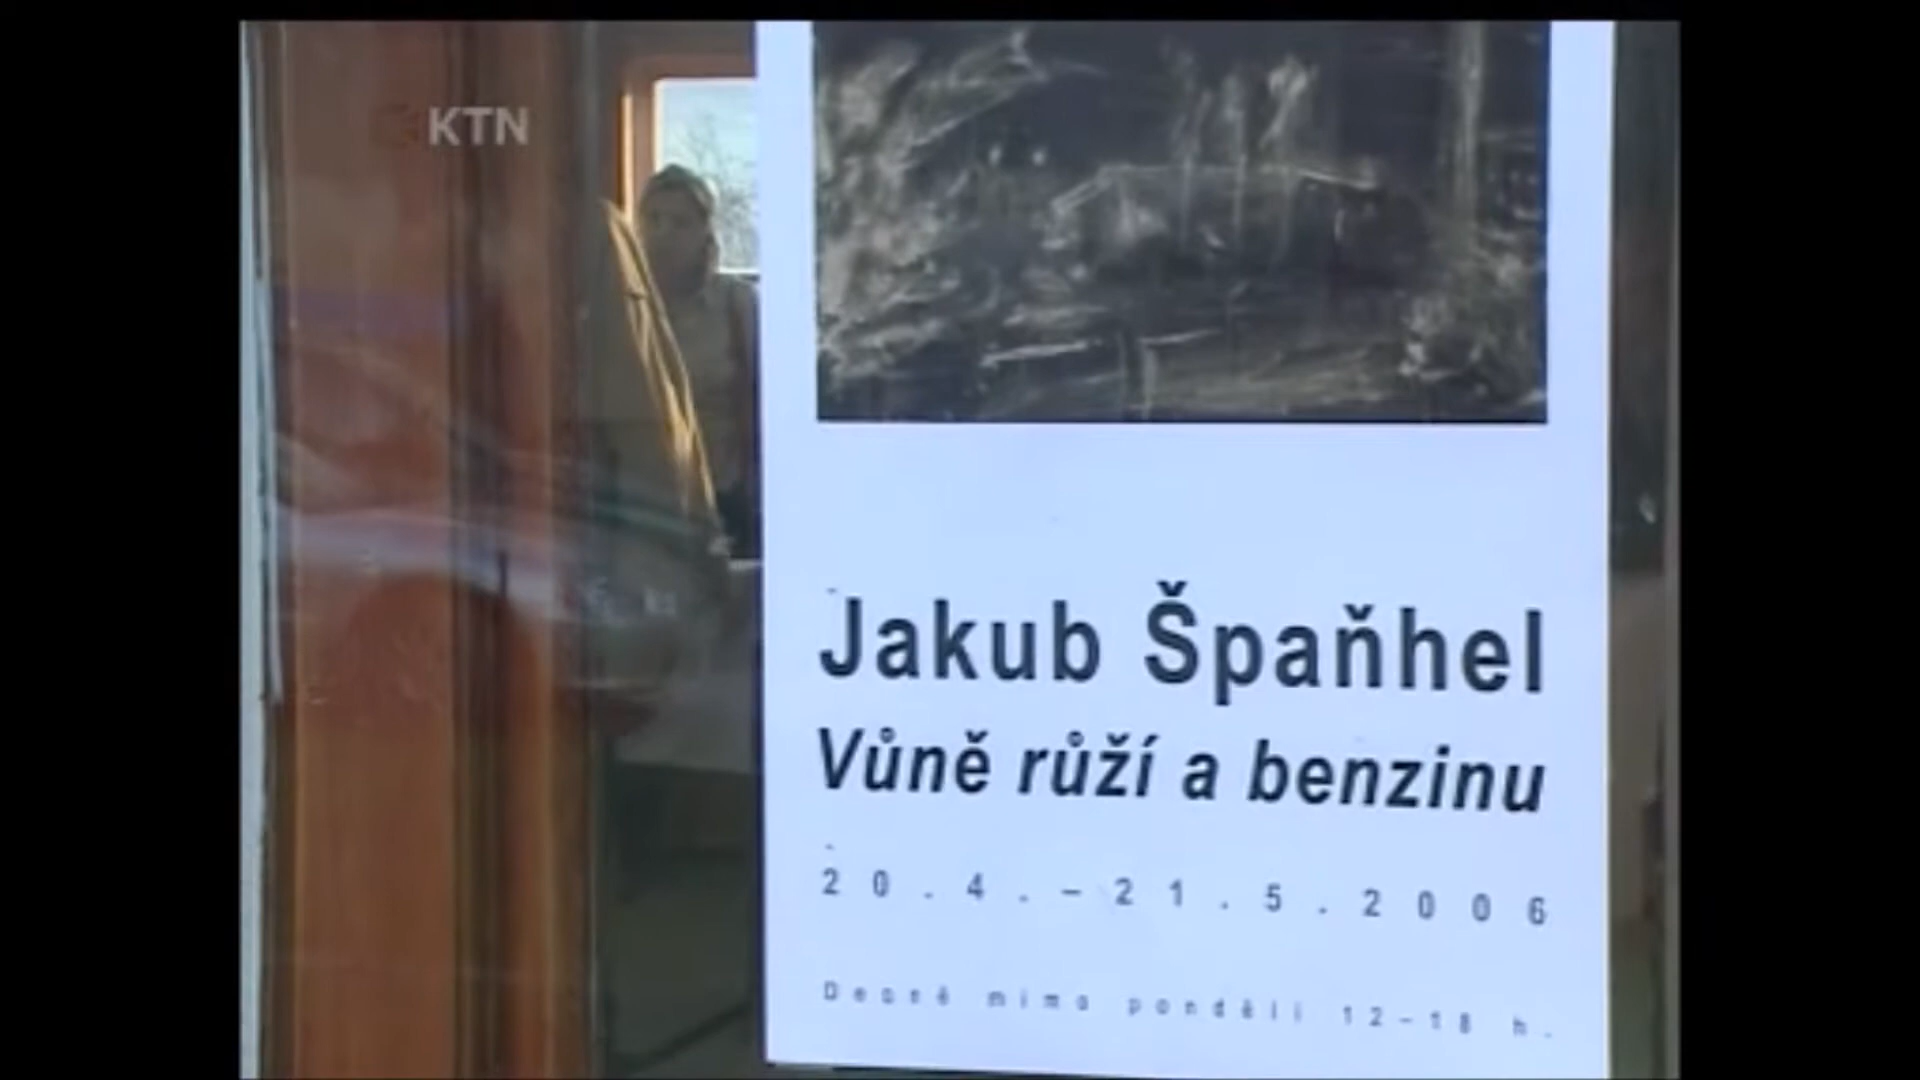 KTN
Jakub Špaňhel
Vůně růží a benzinu
20.4.–21.5.2006
Denně mimo pondělí 12–18 h.